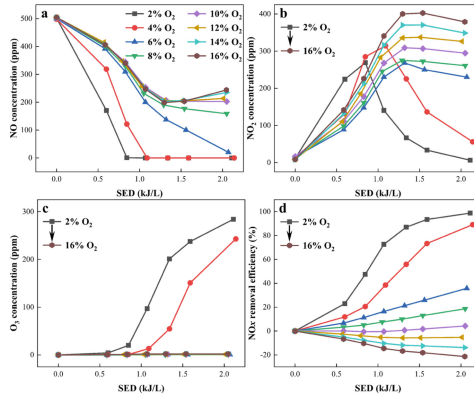 a
2% O₂
4% O₂
6% O₂
8% O₂
10% O₂
12% O₂
14% O₂
16% O₂
NO concentration (ppm)
500
400
300
200
100
0
0.0
0.5
1.0
1.5
2.0
SED (kJ/L)
b
2% O₂
16% O₂
NO₂ concentration (ppm)
400
300
200
100
0
0.0
0.5
1.0
1.5
2.0
SED (kJ/L)
c
2% O₂
16% O₂
O₃ concentration (ppm)
300
200
100
0
0.0
0.5
1.0
1.5
2.0
SED (kJ/L)
d
2% O₂
16% O₂
NOx removal efficiency (%)
100
80
60
40
20
0
-20
0.0
0.5
1.0
1.5
2.0
SED (kJ/L)